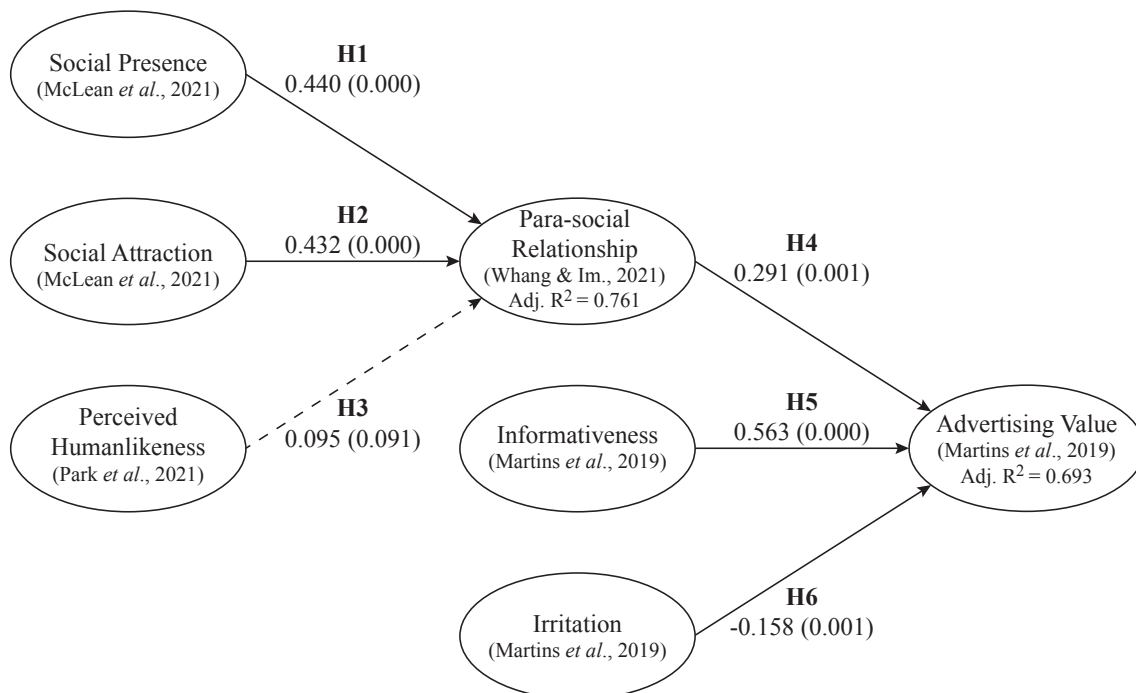 Social Presence
(McLean et al., 2021)
H1
0.440 (0.000)
Social Attraction
(McLean et al., 2021)
H2
0.432 (0.000)
Para-social
Relationship
(Whang & Im., 2021)
Adj. R² = 0.761
H4
0.291 (0.001)
Perceived
Humanlikeness
(Park et al., 2021)
H3
0.095 (0.091)
Informativeness
(Martins et al., 2019)
H5
0.563 (0.000)
Advertising Value
(Martins et al., 2019)
Adj. R² = 0.693
Irritation
(Martins et al., 2019)
H6
-0.158 (0.001)